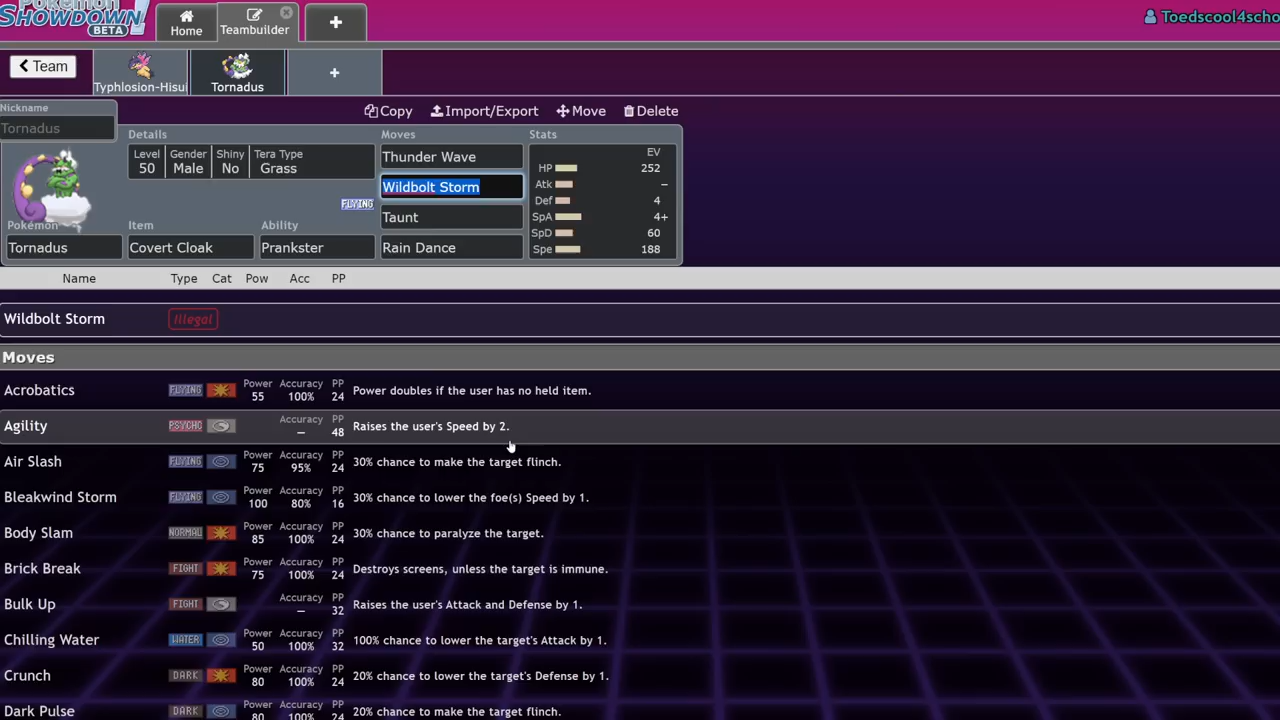 Pokémon
SHOWDOWN!
BETA
Home
Teambuilder
+
Toedscool4scho
Team
Typhlosion-Hisui
Tornadus
+
Copy
Import/Export
Move
Delete
Nickname
Tornadus
Details
Moves
Stats
Level
50
Gender
Male
Shiny
No
Tera Type
Grass
FLYING
Pokémon
Tornadus
Item
Covert Cloak
Ability
Prankster
Thunder Wave
Wildbolt Storm
Taunt
Rain Dance
EV
HP 252
Atk –
Def 4
SpA 4+
SpD 60
Spe 188
Name Type Cat Pow Acc PP
Wildbolt Storm Illegal
Moves
Acrobatics FLYING Power 55 Accuracy 100% PP 24 Power doubles if the user has no held item.
Agility PSYCHC Accuracy — PP 48 Raises the user's Speed by 2.
Air Slash FLYING Power 75 Accuracy 95% PP 24 30% chance to make the target flinch.
Bleakwind Storm FLYING Power 100 Accuracy 80% PP 16 30% chance to lower the foe(s) Speed by 1.
Body Slam NORMAL Power 85 Accuracy 100% PP 24 30% chance to paralyze the target.
Brick Break FIGHT Power 75 Accuracy 100% PP 24 Destroys screens, unless the target is immune.
Bulk Up FIGHT Accuracy — PP 32 Raises the user's Attack and Defense by 1.
Chilling Water WATER Power 50 Accuracy 100% PP 32 100% chance to lower the target's Attack by 1.
Crunch DARK Power 80 Accuracy 100% PP 24 20% chance to lower the target's Defense by 1.
Dark Pulse DARK Power 80 Accuracy 100% PP 24 20% chance to make the target flinch.